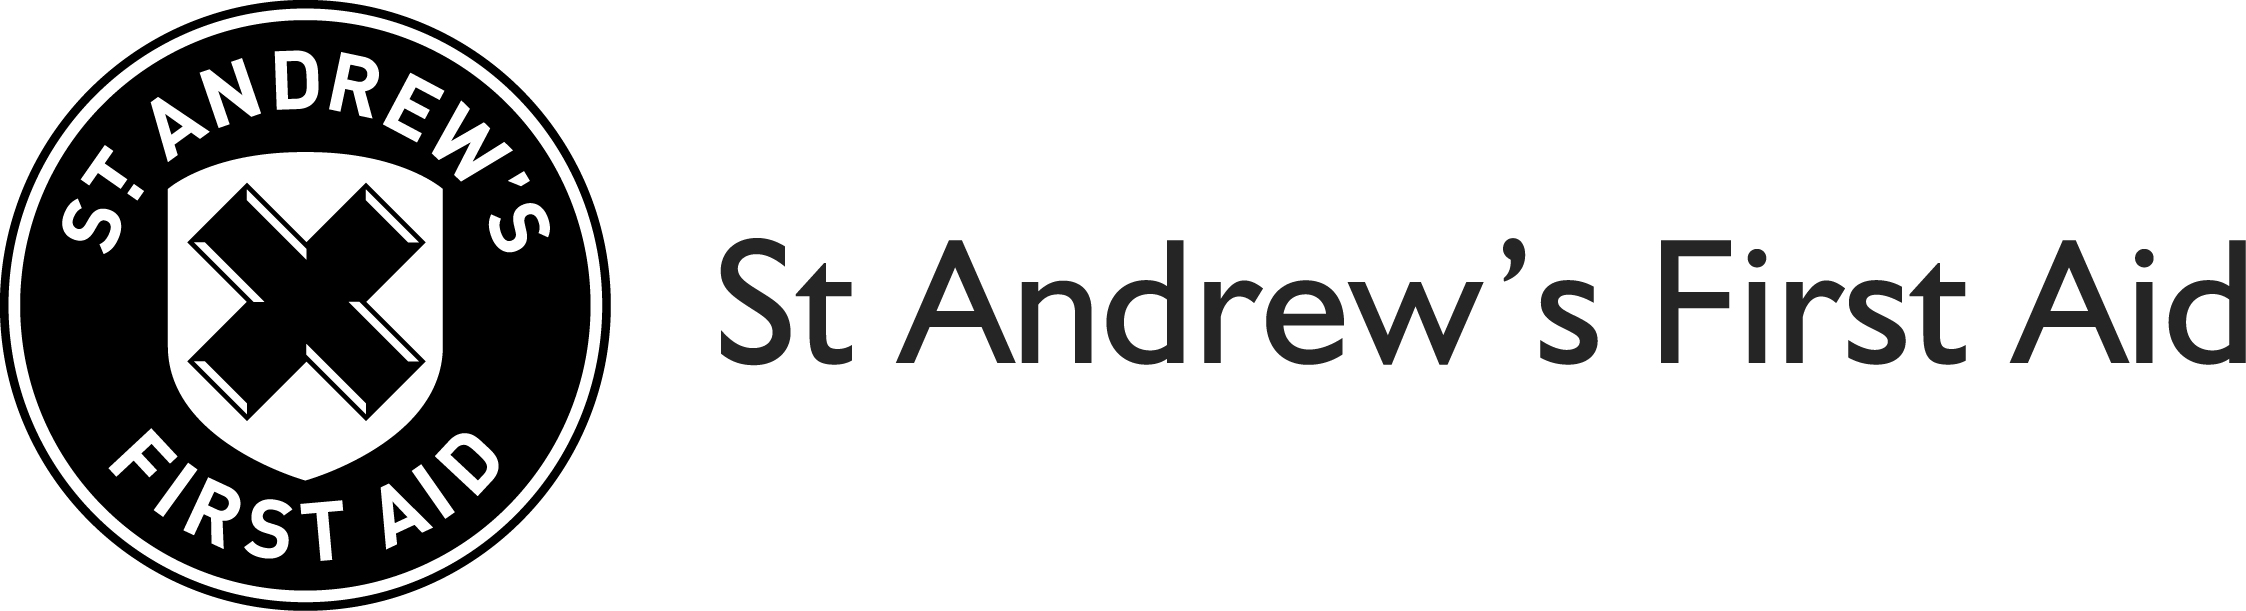 ST. ANDREW'S
FIRST AID
St Andrew’s First Aid